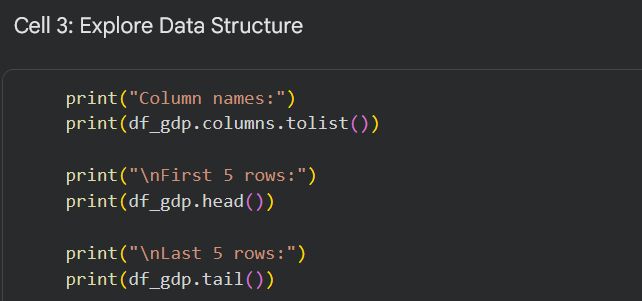 Cell 3: Explore Data Structure
print("Column names:")
print(df_gdp.columns.tolist())
print("\nFirst 5 rows:")
print(df_gdp.head())
print("\nLast 5 rows:")
print(df_gdp.tail())